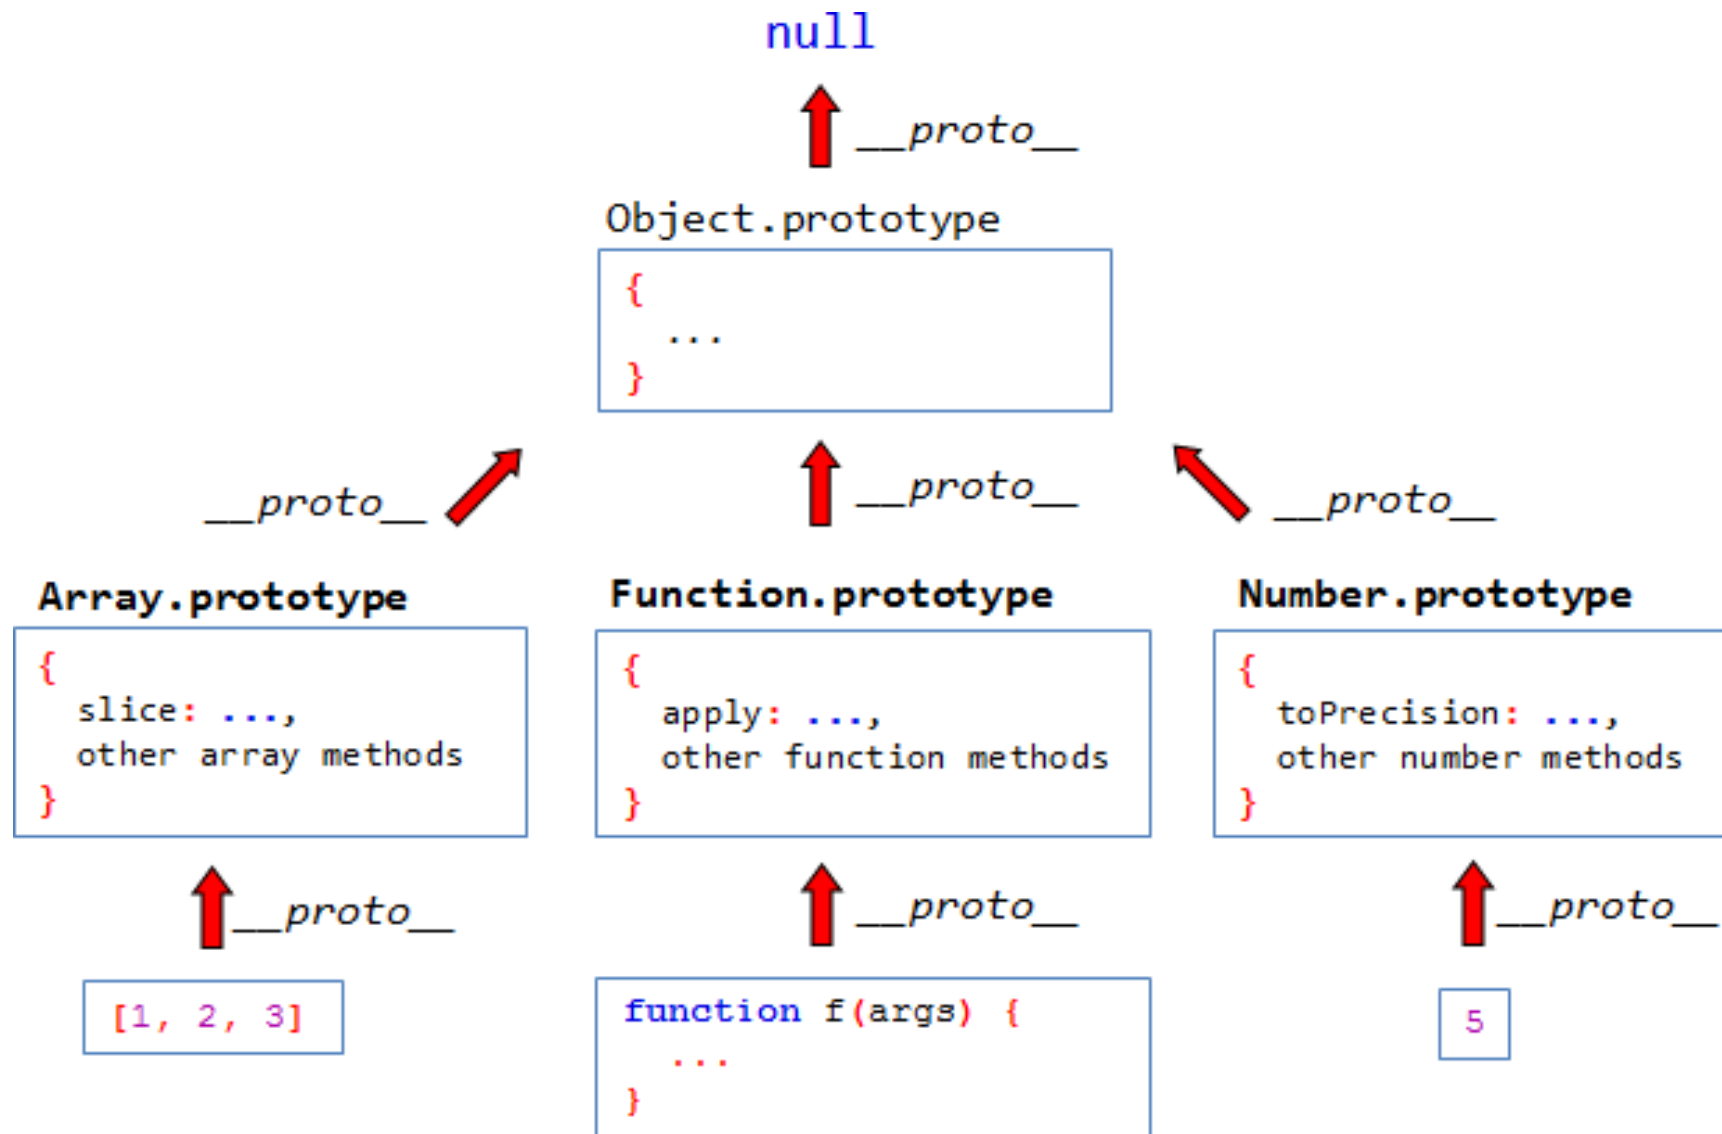 null
__proto__
Object.prototype
{
...
}
__proto__
__proto__
__proto__
Array.prototype
{
slice: ...,
other array methods
}
Function.prototype
{
apply: ...,
other function methods
}
Number.prototype
{
toPrecision: ...,
other number methods
}
__proto__
__proto__
__proto__
[1, 2, 3]
function f(args) {
...
}
5